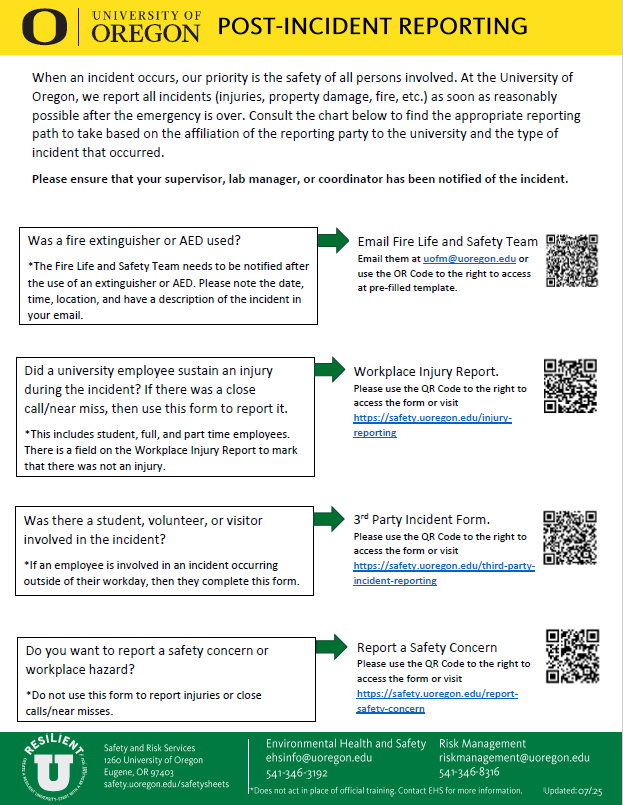 UNIVERSITY OF
OREGON
POST-INCIDENT REPORTING
When an incident occurs, our priority is the safety of all persons involved. At the University of
Oregon, we report all incidents (injuries, property damage, fire, etc.) as soon as reasonably
possible after the emergency is over. Consult the chart below to find the appropriate reporting
path to take based on the affiliation of the reporting party to the university and the type of
incident that occurred.
Please ensure that your supervisor, lab manager, or coordinator has been notified of the incident.
Was a fire extinguisher or AED used?
*The Fire Life and Safety Team needs to be notified after
the use of an extinguisher or AED. Please note the date,
time, location, and have a description of the incident in
your email.
Email Fire Life and Safety Team
Email them at uofm@uoregon.edu or
use the QR Code to the right to access
at pre-filled template.
Did a university employee sustain an injury
during the incident? If there was a close
call/near miss, then use this form to report it.
*This includes student, full, and part time employees.
There is a field on the Workplace Injury Report to mark
that there was not an injury.
Workplace Injury Report.
Please use the QR Code to the right to
access the form or visit
https://safety.uoregon.edu/injury-
reporting
Was there a student, volunteer, or visitor
involved in the incident?
*If an employee is involved in an incident occurring
outside of their workday, then they complete this form.
3rd Party Incident Form.
Please use the QR Code to the right to
access the form or visit
https://safety.uoregon.edu/third-party-
incident-reporting
Do you want to report a safety concern or
workplace hazard?
*Do not use this form to report injuries or close
calls/near misses.
Report a Safety Concern
Please use the QR Code to the right to
access the form or visit
https://safety.uoregon.edu/report-
safety-concern
RESILIENT
U
Safety and Risk Services
1260 University of Oregon
Eugene, OR 97403
safety.uoregon.edu/safetysheets
Environmental Health and Safety
ehsinfo@uoregon.edu
541-346-3192
Risk Management
riskmanagement@uoregon.edu
541-346-8316
*Does not act in place of official training. Contact EHS for more information.
Updated:07/25